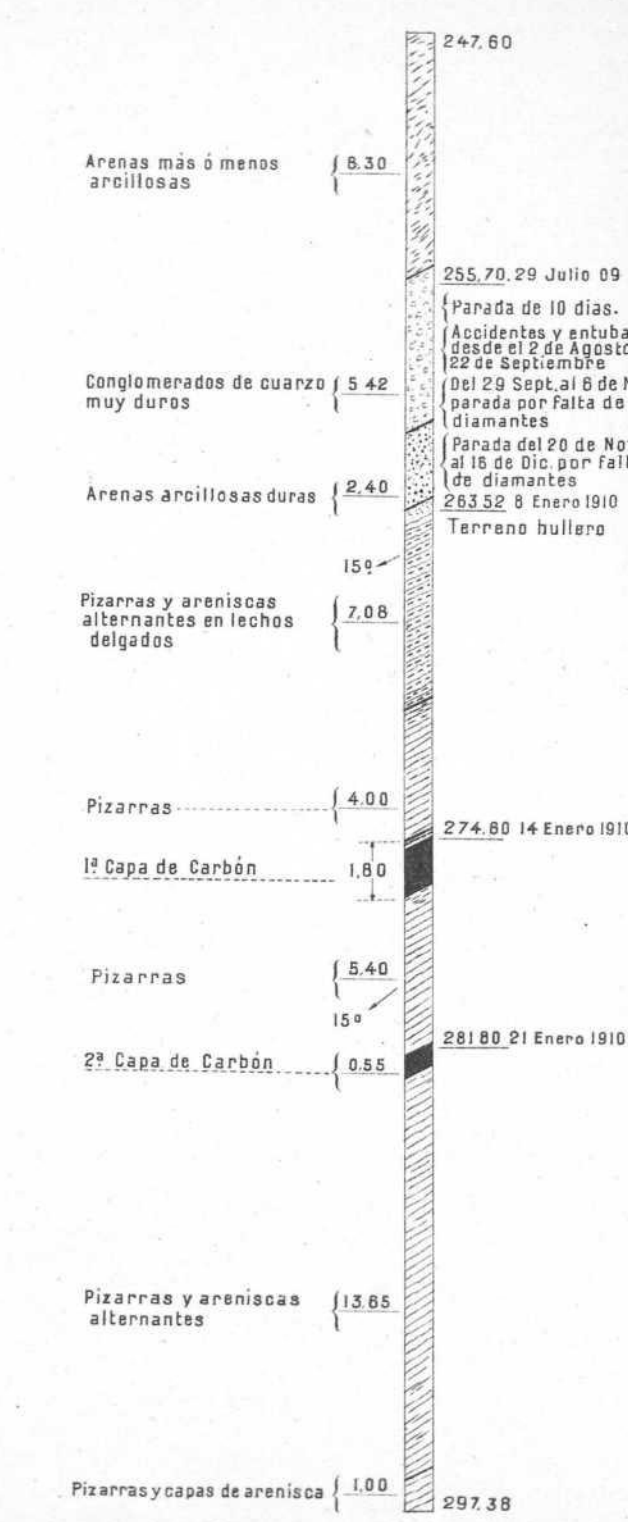 247.60
Arenas más ó menos
arcillosas
8.30
255,70. 29 Julio 09
Parada de 10 dias.
Accidentes y entuba
desde el 2 de Agosto
22 de Septiembre
Conglomerados de cuarzo
muy duros
5 42
Del 29 Sept. al 6 de N
parada por falta de
diamantes
Parada del 20 de No
al 16 de Dic. por fal
de diamantes
Arenas arcillosas duras
2,40
263 52 8 Enero 1910
Terreno hullero
15º
Pizarras y areniscas
alternantes en lechos
delgados
7,08
Pizarras
4.00
274.60 14 Enero 1910
1ª Capa de Carbón
1,80
Pizarras
5.40
15º
281 80 21 Enero 1910
2ª Capa de Carbón
0.55
Pizarras y areniscas
alternantes
13.65
Pizarras y capas de arenisca
1,00
297.38